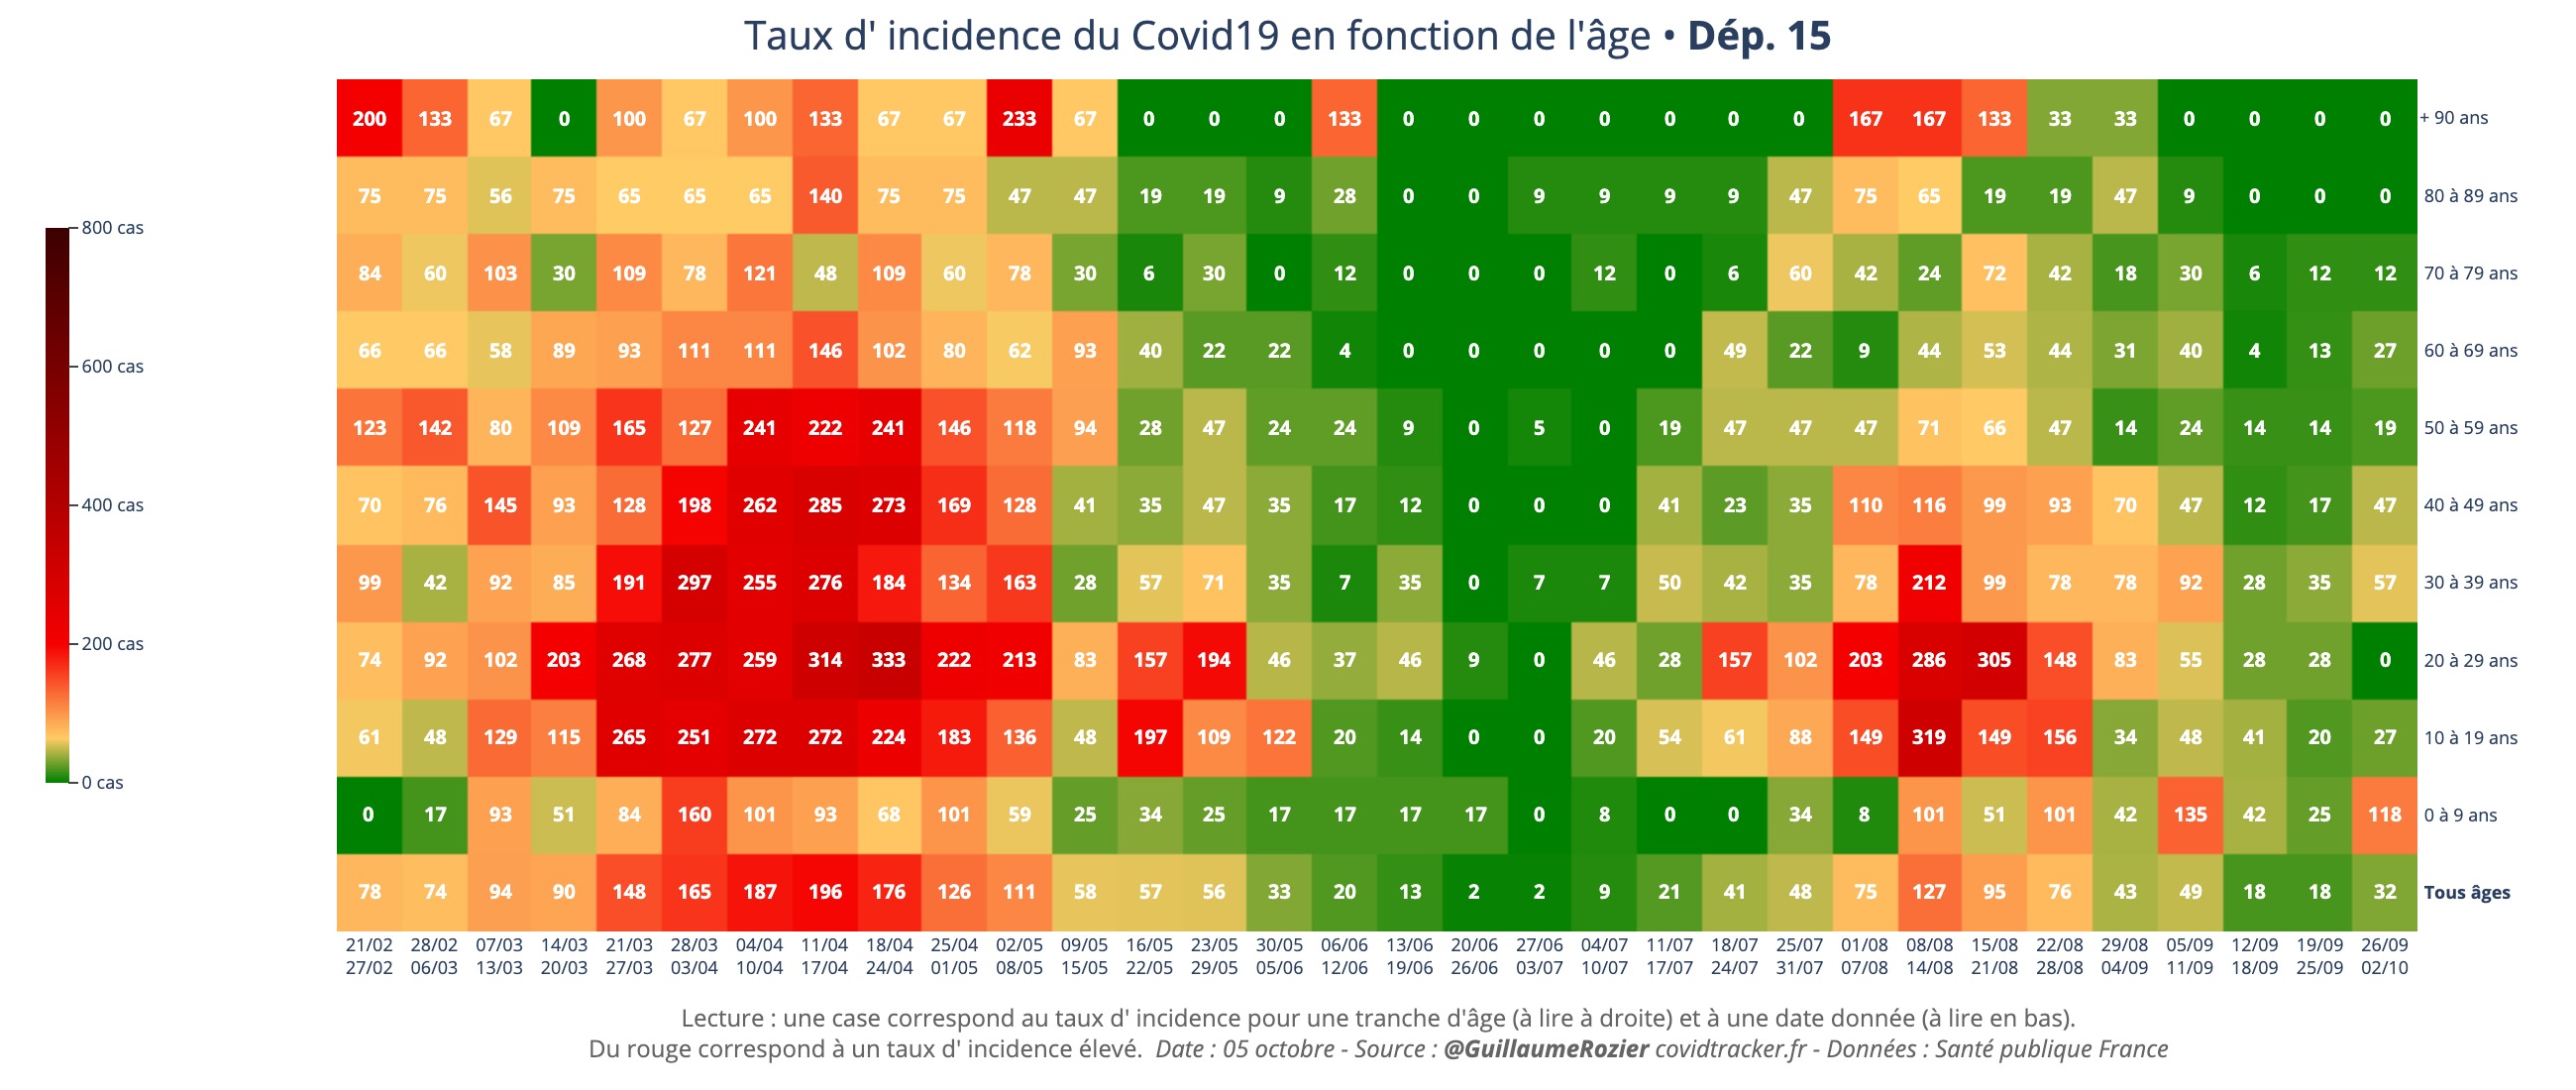 Taux d' incidence du Covid19 en fonction de l'âge • Dép. 15
800 cas
600 cas
400 cas
200 cas
0 cas
200 133 67 0 100 67 100 133 67 67 233 67 0 0 0 133 0 0 0 0 0 0 0 167 167 133 33 33 0 0 0 0 + 90 ans
75 75 56 75 65 65 65 140 75 75 47 47 19 19 9 28 0 0 9 9 9 9 47 75 65 19 19 47 9 0 0 0 80 à 89 ans
84 60 103 30 109 78 121 48 109 60 78 30 6 30 0 12 0 0 0 12 0 6 60 42 24 72 42 18 30 6 12 12 70 à 79 ans
66 66 58 89 93 111 111 146 102 80 62 93 40 22 22 4 0 0 0 0 0 49 22 9 44 53 44 31 40 4 13 27 60 à 69 ans
123 142 80 109 165 127 241 222 241 146 118 94 28 47 24 24 9 0 5 0 19 47 47 47 71 66 47 14 24 14 14 19 50 à 59 ans
70 76 145 93 128 198 262 285 273 169 128 41 35 47 35 17 12 0 0 0 41 23 35 110 116 99 93 70 47 12 17 47 40 à 49 ans
99 42 92 85 191 297 255 276 184 134 163 28 57 71 35 7 35 0 7 7 50 42 35 78 212 99 78 78 92 28 35 57 30 à 39 ans
74 92 102 203 268 277 259 314 333 222 213 83 157 194 46 37 46 9 0 46 28 157 102 203 286 305 148 83 55 28 28 0 20 à 29 ans
61 48 129 115 265 251 272 272 224 183 136 48 197 109 122 20 14 0 0 20 54 61 88 149 319 149 156 34 48 41 20 27 10 à 19 ans
0 17 93 51 84 160 101 93 68 101 59 25 34 25 17 17 17 17 0 8 0 0 34 8 101 51 101 42 135 42 25 118 0 à 9 ans
78 74 94 90 148 165 187 196 176 126 111 58 57 56 33 20 13 2 2 9 21 41 48 75 127 95 76 43 49 18 18 32 Tous âges
21/02 28/02 07/03 14/03 21/03 28/03 04/04 11/04 18/04 25/04 02/05 09/05 16/05 23/05 30/05 06/06 13/06 20/06 27/06 04/07 11/07 18/07 25/07 01/08 08/08 15/08 22/08 29/08 05/09 12/09 19/09 26/09
27/02 06/03 13/03 20/03 27/03 03/04 10/04 17/04 24/04 01/05 08/05 15/05 22/05 29/05 05/06 12/06 19/06 26/06 03/07 10/07 17/07 24/07 31/07 07/08 14/08 21/08 28/08 04/09 11/09 18/09 25/09 02/10
Lecture : une case correspond au taux d' incidence pour une tranche d'âge (à lire à droite) et à une date donnée (à lire en bas).
Du rouge correspond à un taux d' incidence élevé. Date : 05 octobre - Source : @GuillaumeRozier covidtracker.fr - Données : Santé publique France